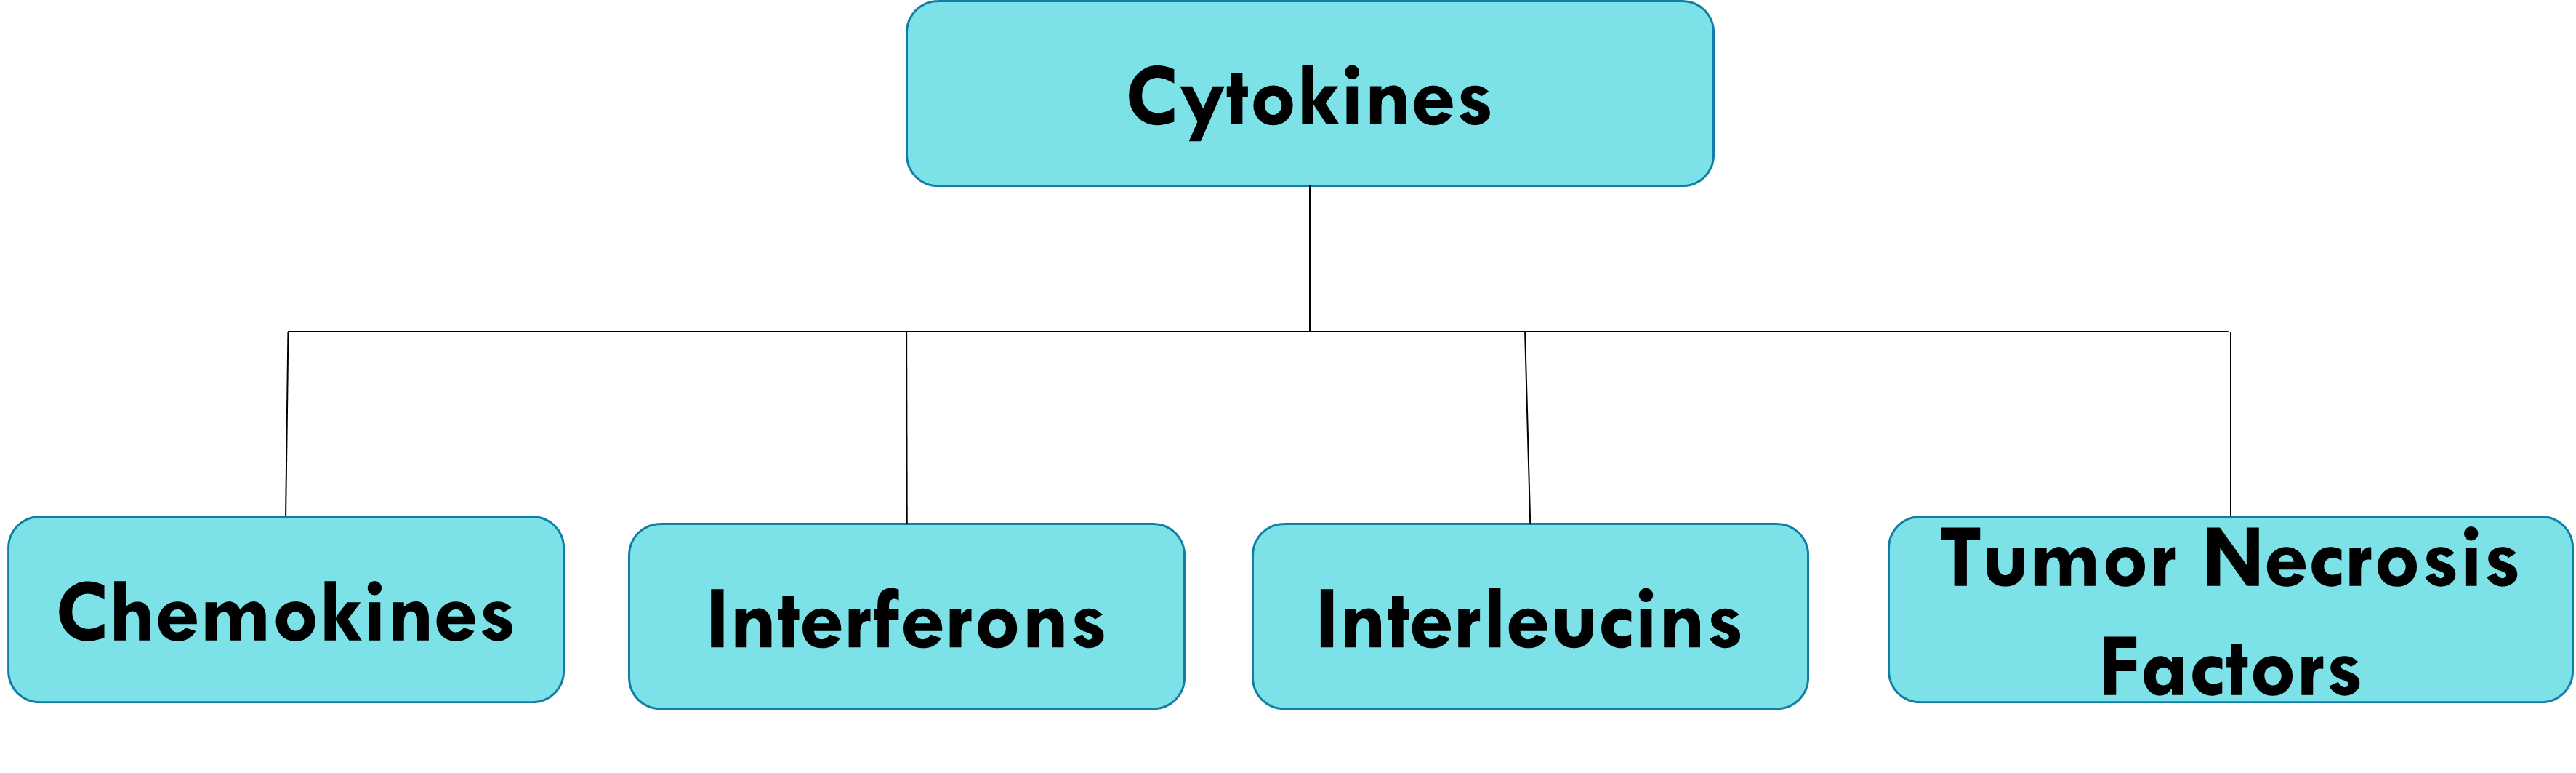 Cytokines
Chemokines
Interferons
Interleucins
Tumor Necrosis
Factors